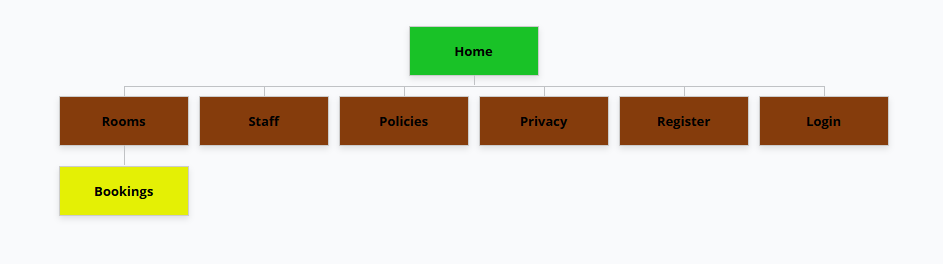 Home
Rooms
Staff
Policies
Privacy
Register
Login
Bookings